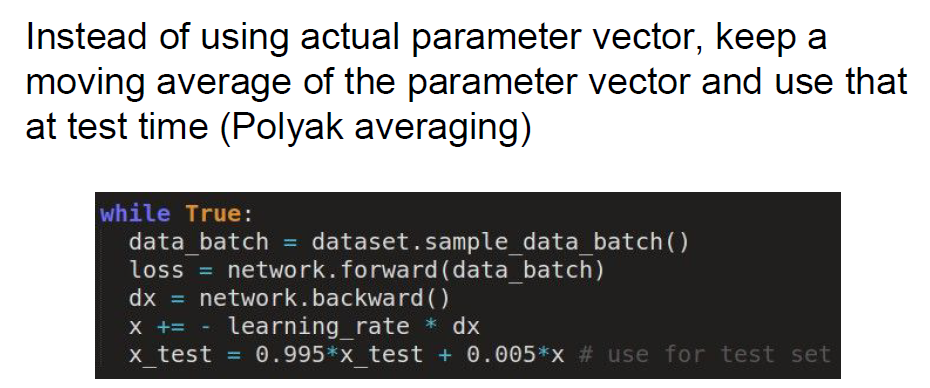 Instead of using actual parameter vector, keep a
moving average of the parameter vector and use that
at test time (Polyak averaging)
while True:
data_batch = dataset.sample_data_batch()
loss = network.forward(data_batch)
dx = network.backward()
x += - learning_rate * dx
x_test = 0.995*x_test + 0.005*x # use for test set